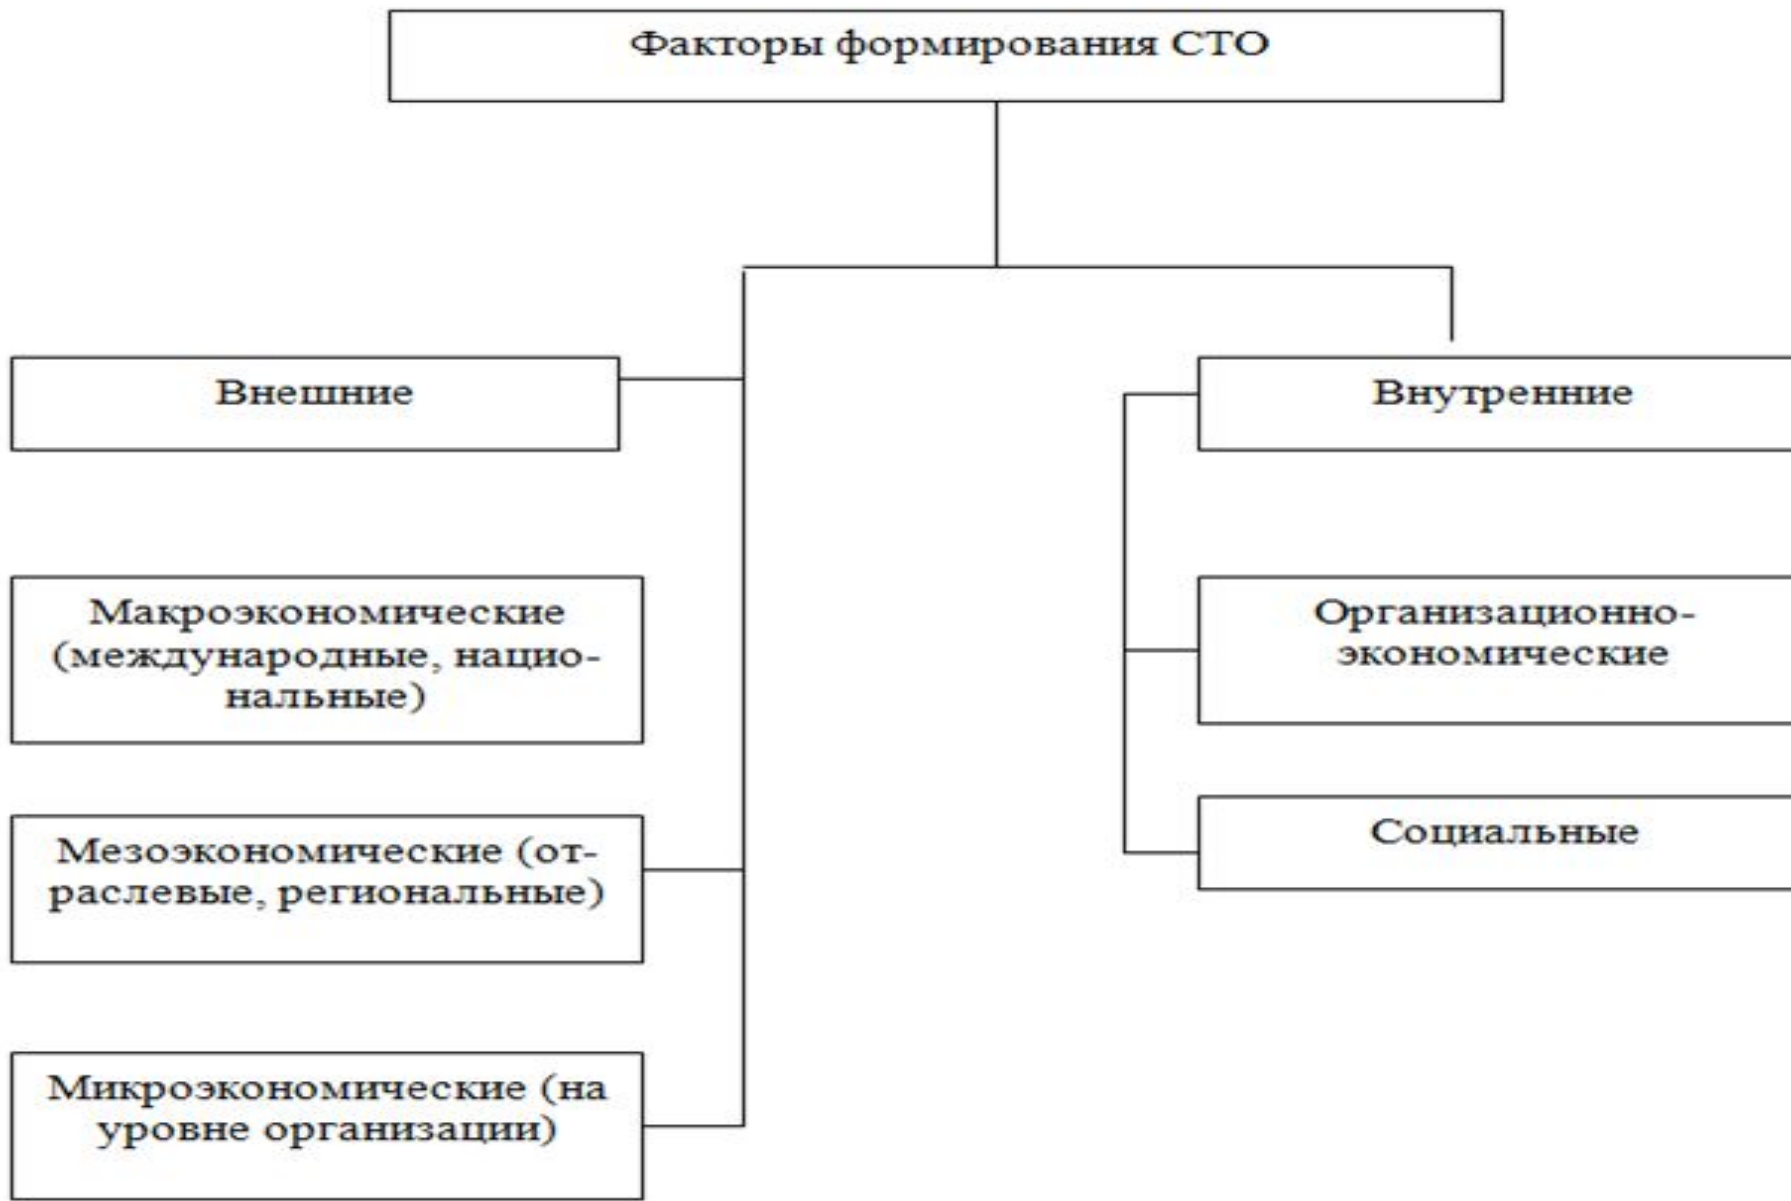 Факторы формирования СТО
Внешние
Внутренние
Макроэкономические
(международные, нацио-
нальные)
Организационно-
экономические
Мезоэкономические (от-
раслевые, региональные)
Социальные
Микроэкономические (на
уровне организации)